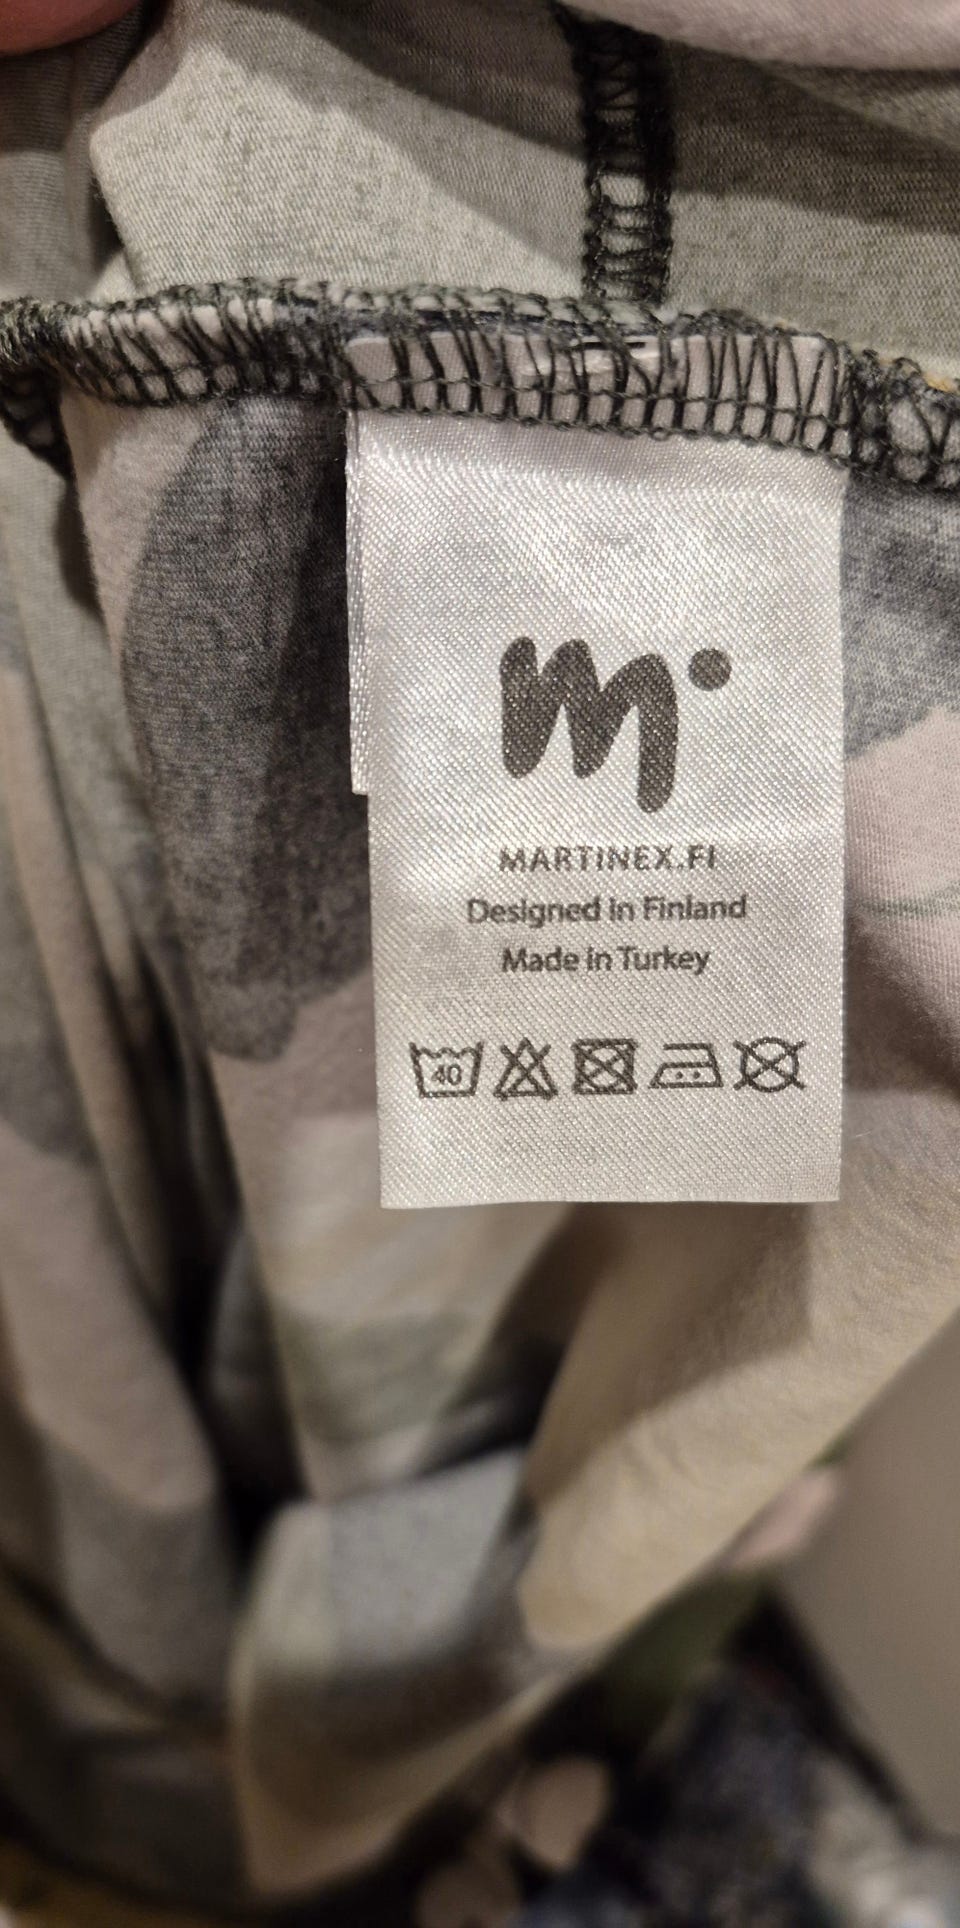 m
MARTINEX.FI
Designed in Finland
Made in Turkey
40